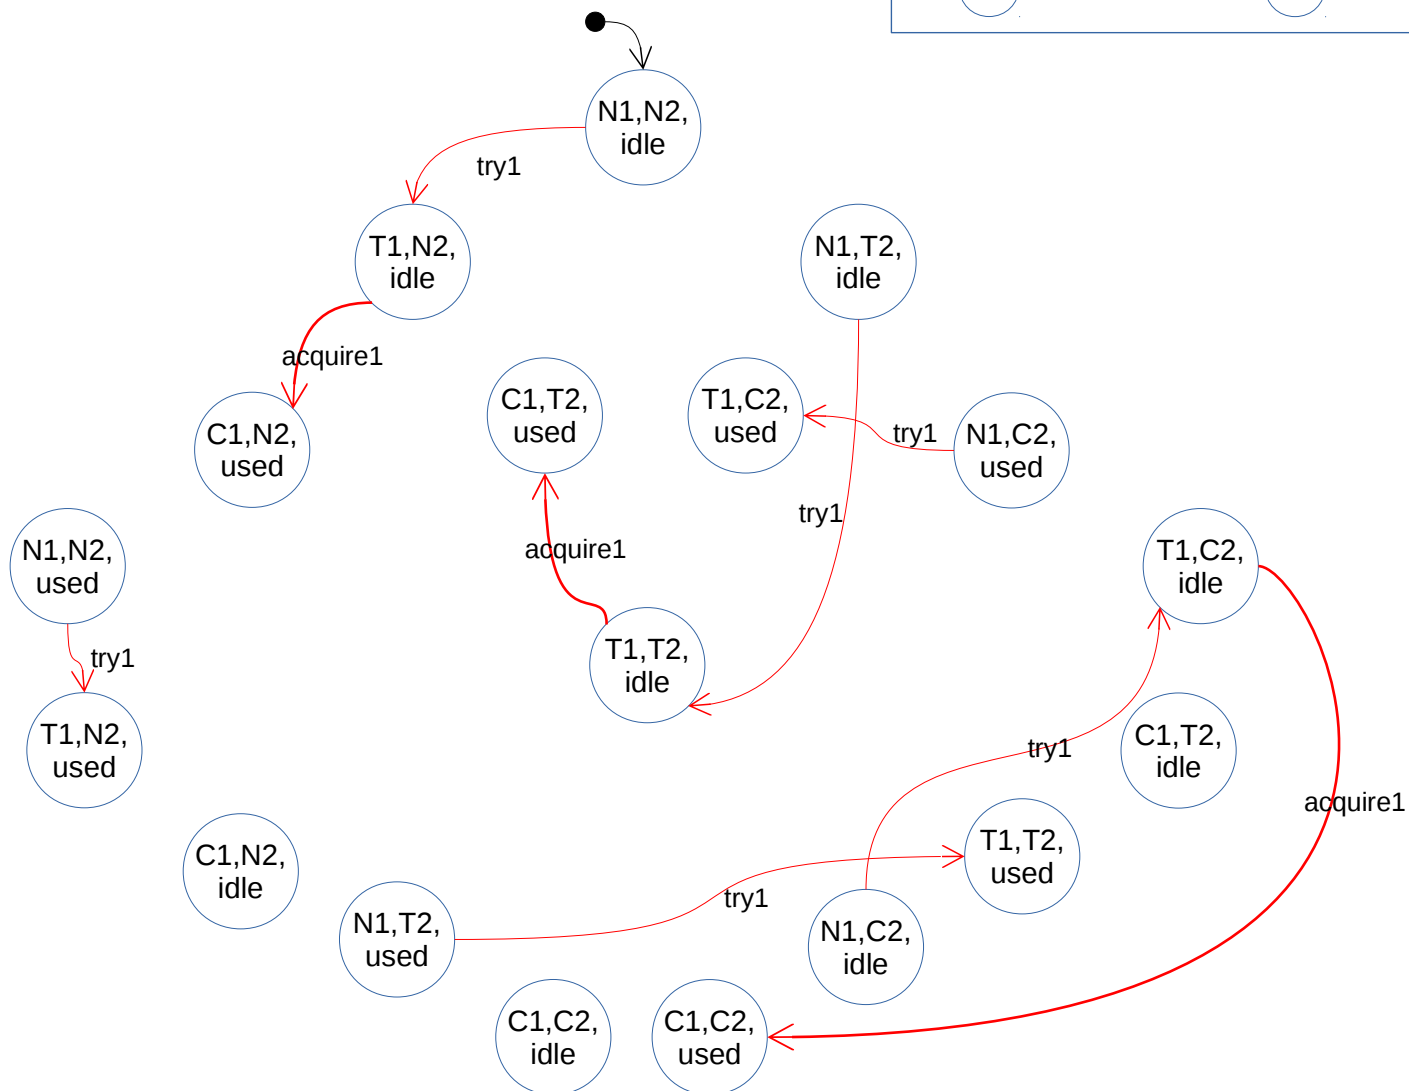 N1,N2,
idle
try1
T1,N2,
idle
N1,T2,
idle
acquire1
C1,T2,
used
T1,C2,
used
C1,N2,
used
try1
N1,C2,
used
try1
N1,N2,
used
acquire1
T1,C2,
idle
try1
T1,T2,
idle
T1,N2,
used
try1
C1,T2,
idle
acquire1
C1,N2,
idle
T1,T2,
used
try1
N1,T2,
used
N1,C2,
idle
C1,C2,
idle
C1,C2,
used